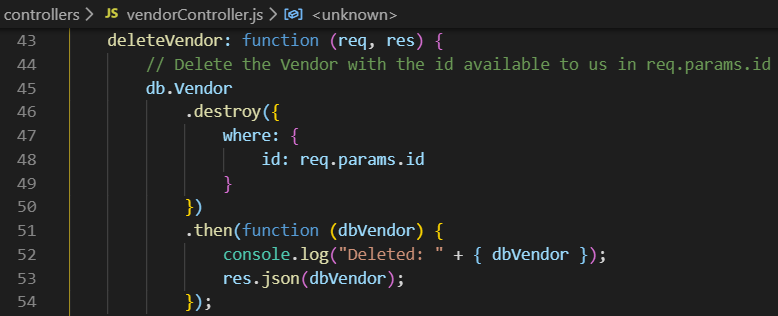 controllers > JS vendorController.js > <unknown>
43 deleteVendor: function (req, res) {
44 // Delete the Vendor with the id available to us in req.params.id
45 db.Vendor
46 .destroy({
47 where: {
48 id: req.params.id
49 }
50 })
51 .then(function (dbVendor) {
52 console.log("Deleted: " + { dbVendor });
53 res.json(dbVendor);
54 });